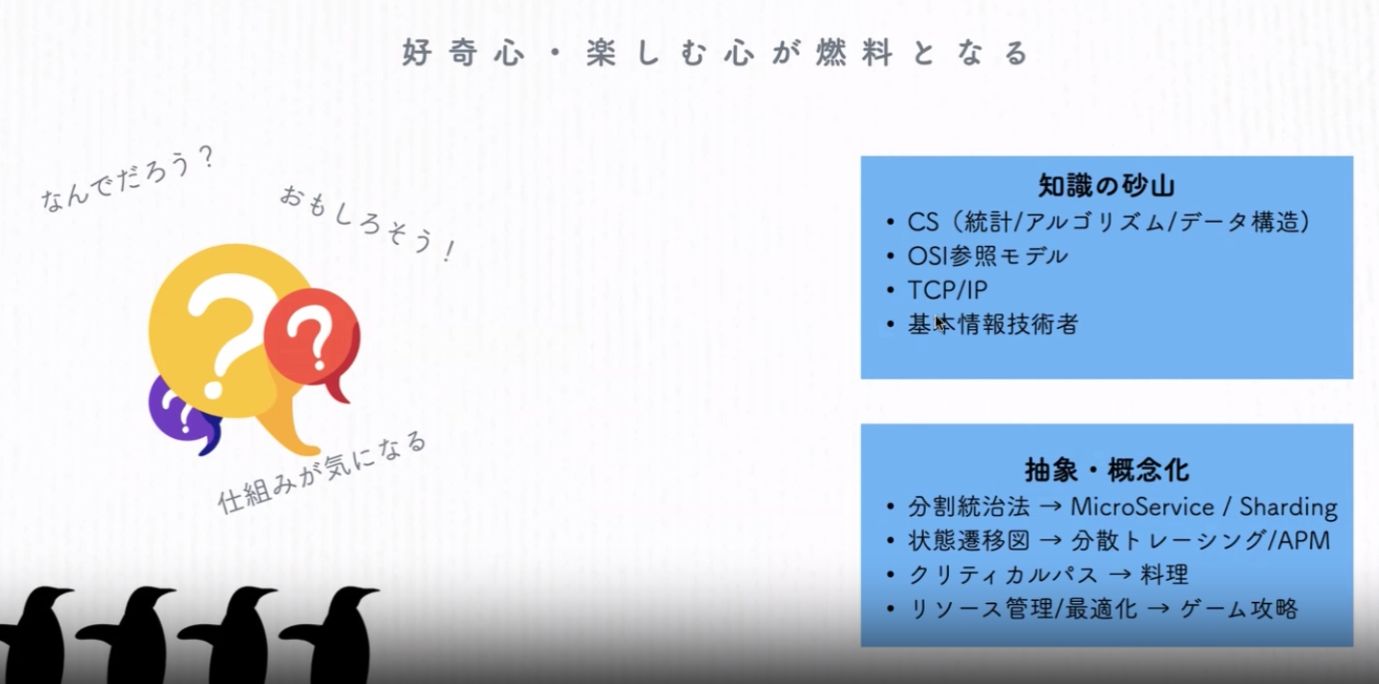 好奇心・楽しむ心が燃料となる
なんでだろう？
おもしろそう！
仕組みが気になる
知識の砂山
• CS（統計/アルゴリズム/データ構造）
• OSI参照モデル
• TCP/IP
• 基本情報技術者
抽象・概念化
• 分割統治法 → MicroService / Sharding
• 状態遷移図 → 分散トレーシング/APM
• クリティカルパス → 料理
• リソース管理/最適化 → ゲーム攻略